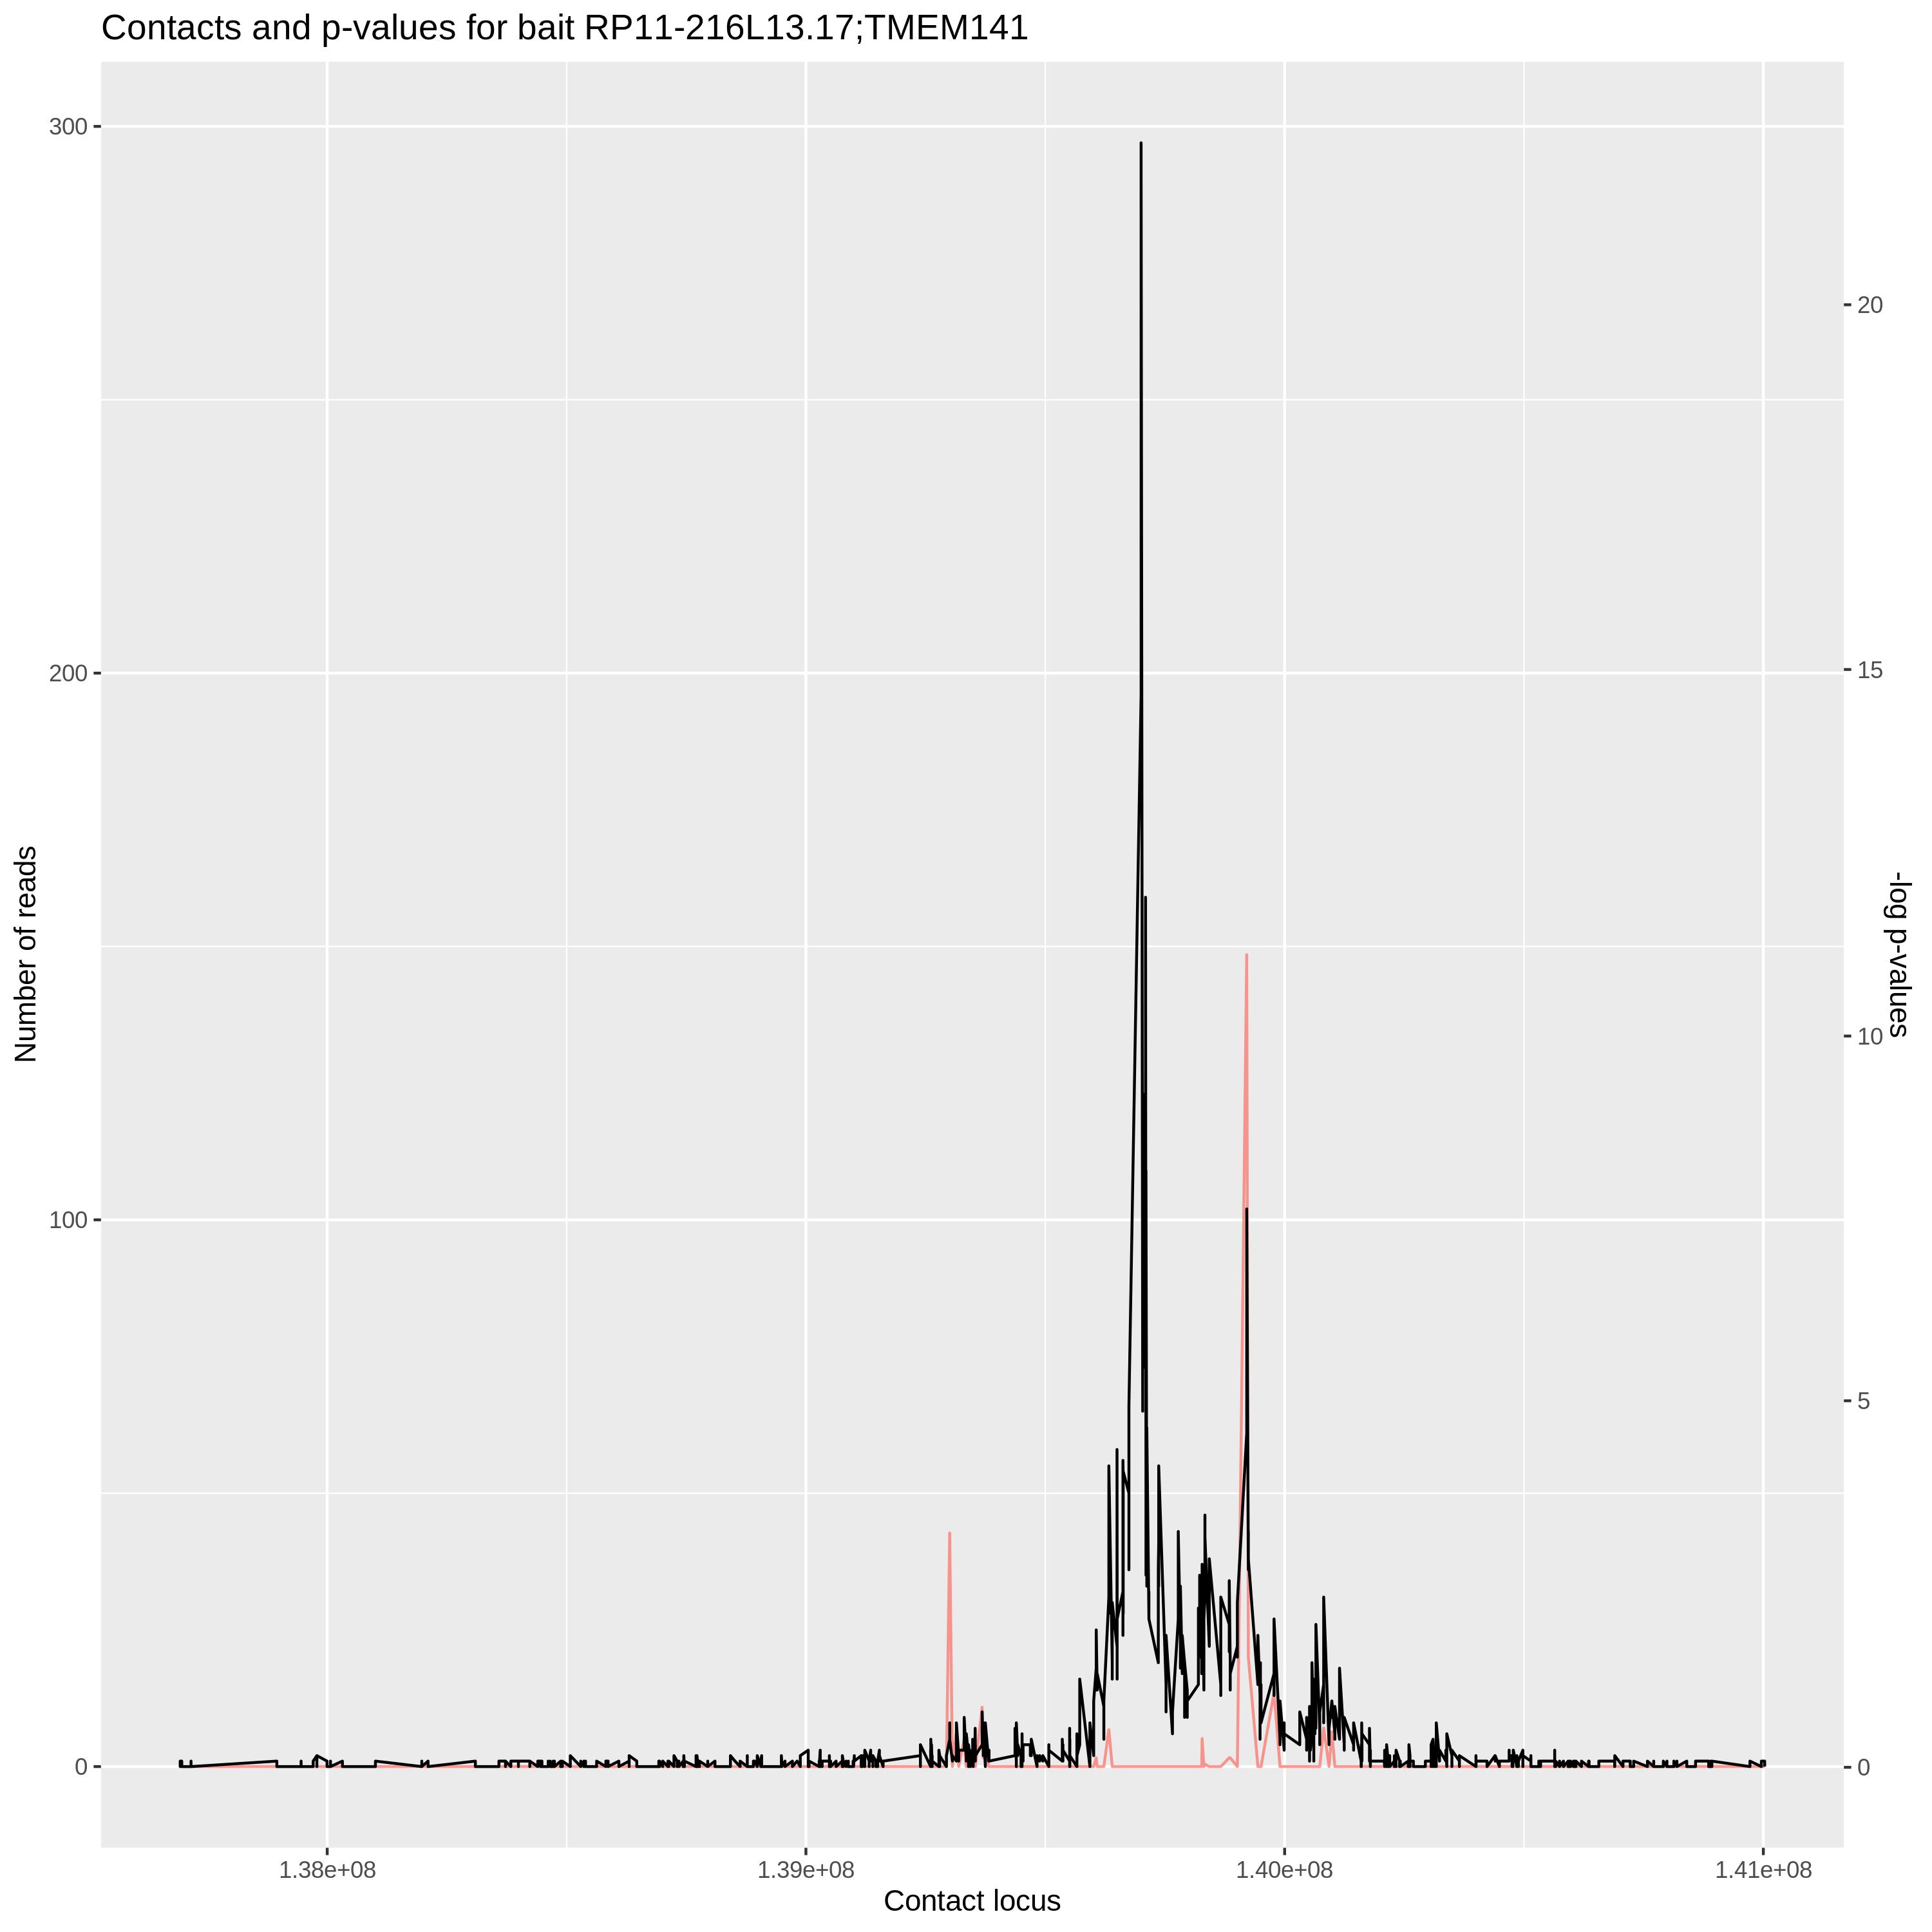 Contacts and p-values for bait RP11-216L13.17;TMEM141
300
200
100
0
20
15
10
5
0
Number of reads
-log p-values
1.38e+08
1.39e+08
1.40e+08
1.41e+08
Contact locus